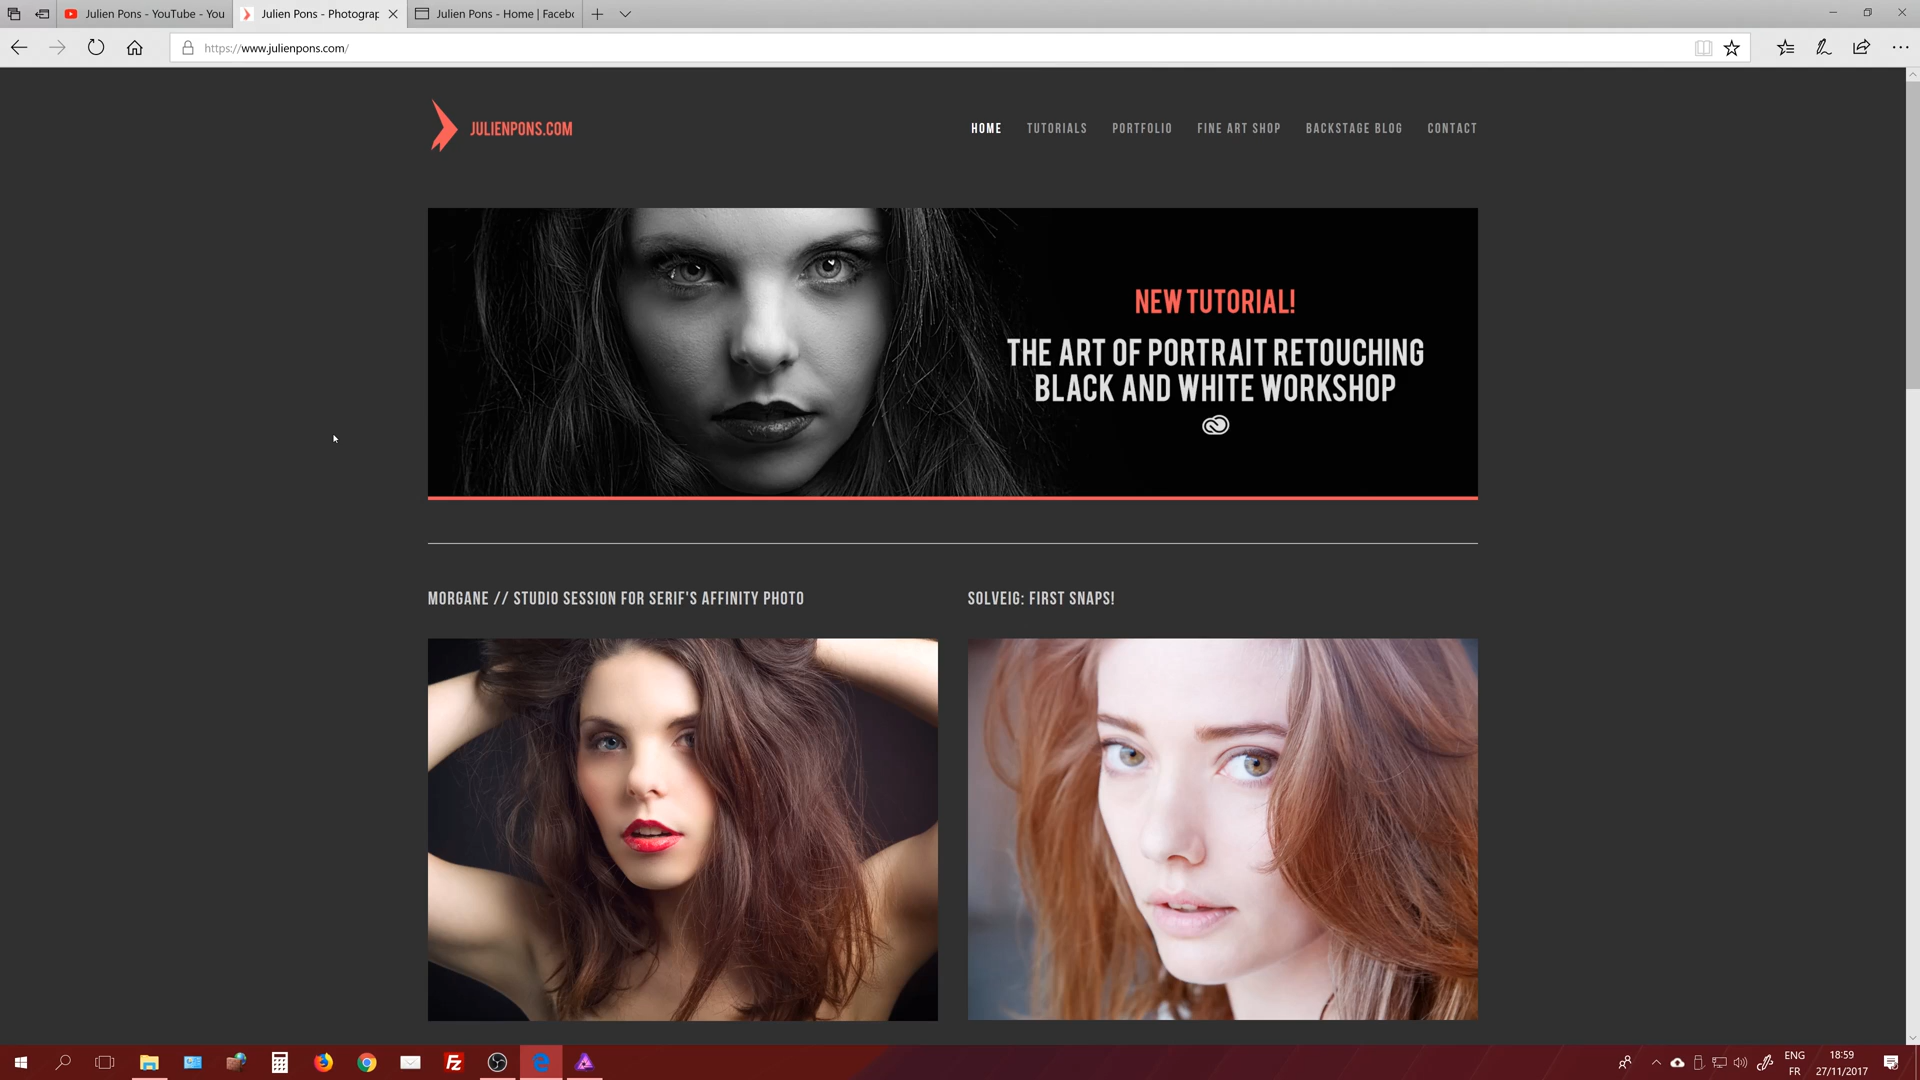 Julien Pons - YouTube - You
Julien Pons - Photograp
Julien Pons - Home | Faceb
https://www.julienpons.com/
JULIENPONS.COM
HOME
TUTORIALS
PORTFOLIO
FINE ART SHOP
BACKSTAGE BLOG
CONTACT
NEW TUTORIAL!
THE ART OF PORTRAIT RETOUCHING
BLACK AND WHITE WORKSHOP
MORGANE // STUDIO SESSION FOR SERIF'S AFFINITY PHOTO
SOLVEIG: FIRST SNAPS!
Fz
ENG
FR
18:59
27/11/2017